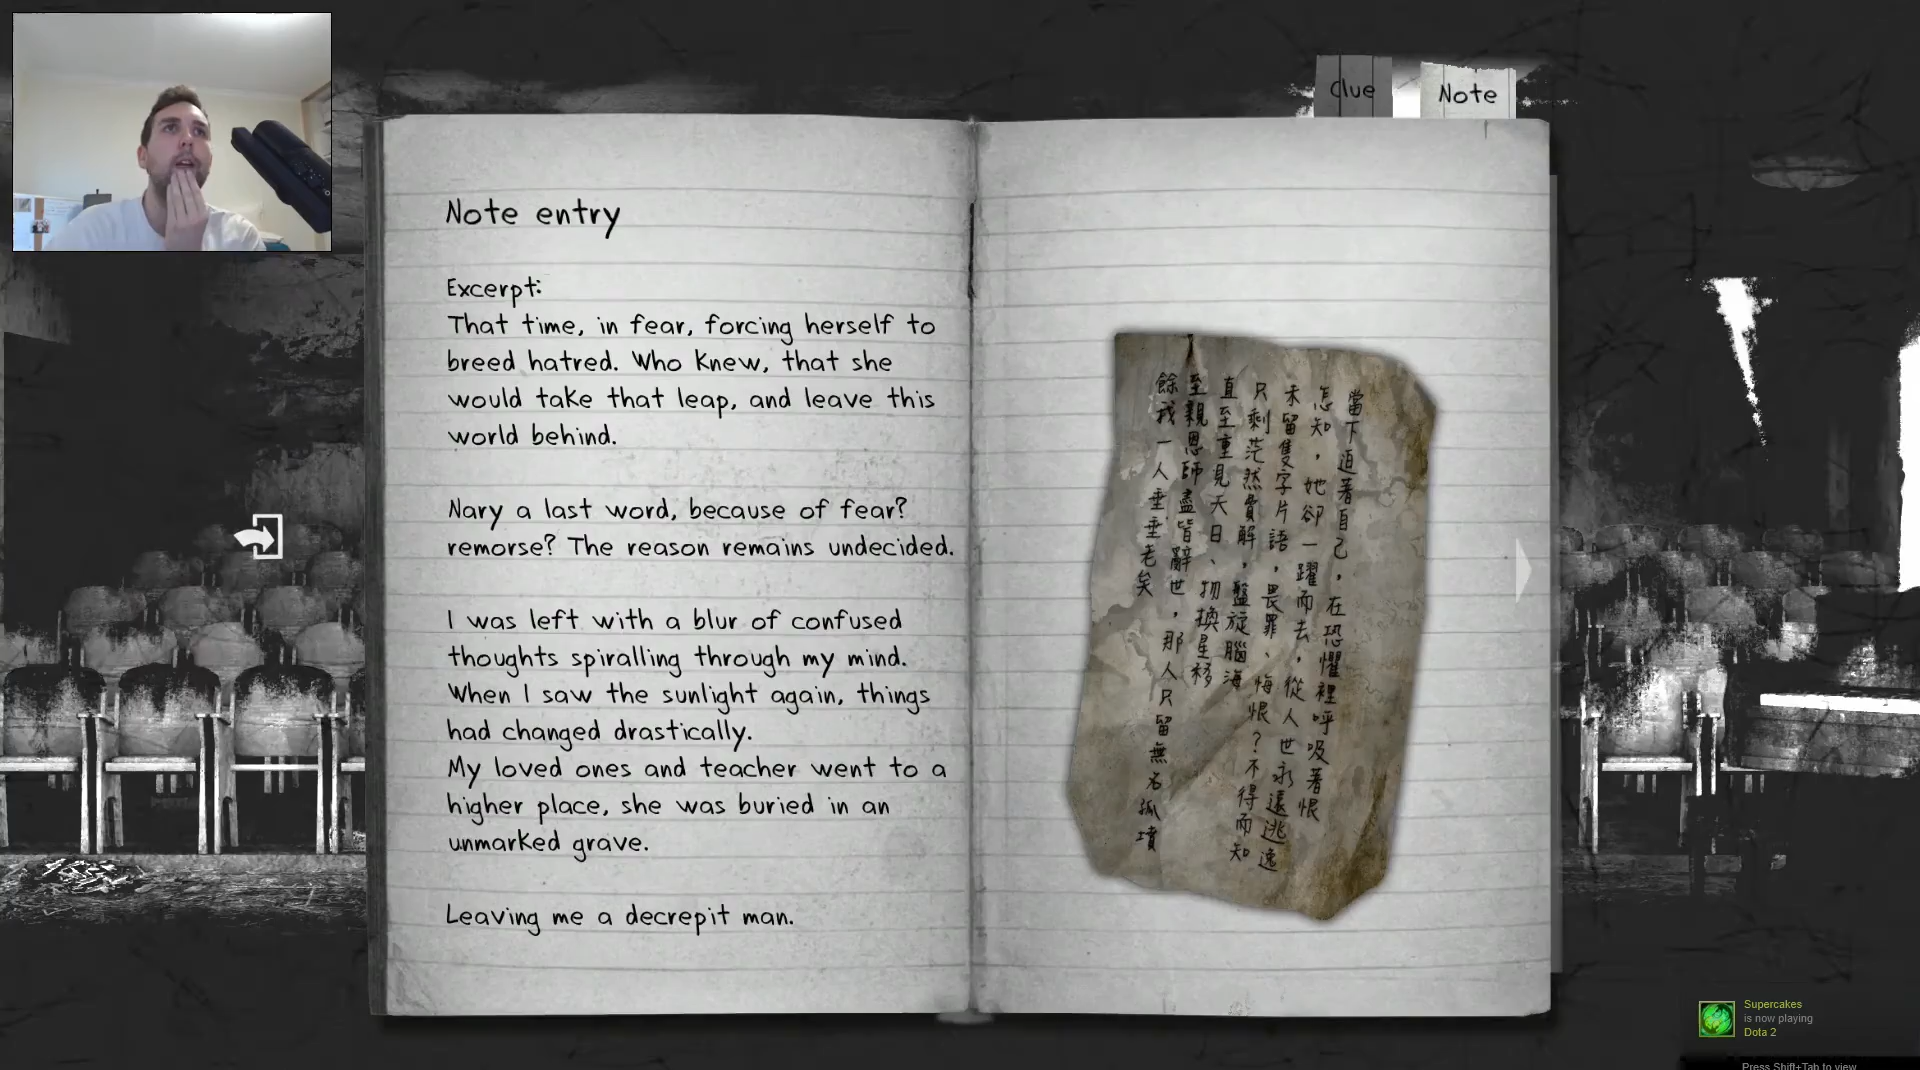 Clue
Note
Note entry
Excerpt:
That time, in fear, forcing herself to
breed hatred. Who knew, that she
would take that leap, and leave this
world behind.
Nary a last word, because of fear?
remorse? The reason remains undecided.
I was left with a blur of confused
thoughts spiralling through my mind.
When I saw the sunlight again, things
had changed drastically.
My loved ones and teacher went to a
higher place, she was buried in an
unmarked grave.
Leaving me a decrepit man.
當下迫著自己，在恐懼裡呼吸著恨
怎知，她卻一躍而去，從人世永遠逃逸
未留隻字片語，畏罪、悔恨？不得而知
只剩茫然費解，盤旋腦海
直至重見天日、物換星移
至親恩師盡皆辭世，那人只留無名孤墳
餘我一人垂垂老矣
Supercakes
is now playing
Dota 2
Press Shift+Tab to view